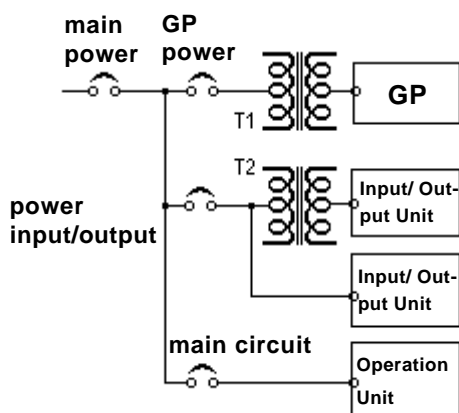 main
power
GP
power
T1
GP
T2
power
input/output
Input/ Out-
put Unit
Input/ Out-
put Unit
main circuit
Operation
Unit